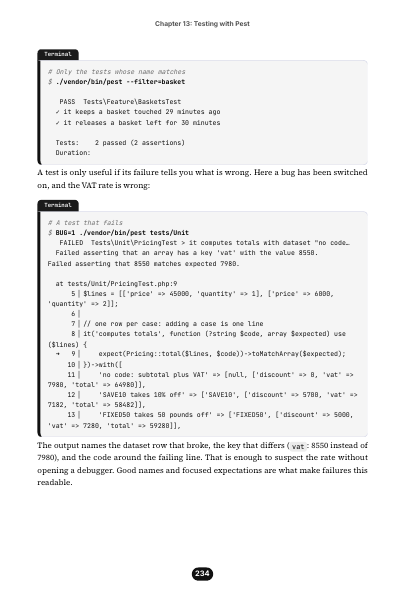 Chapter 13: Testing with Pest
Terminal
# Only the tests whose name matches
$ ./vendor/bin/pest --filter=basket
PASS  Tests\Feature\BasketsTest
✓ it keeps a basket touched 29 minutes ago
✓ it releases a basket left for 30 minutes
Tests:    2 passed (2 assertions)
Duration:
A test is only useful if its failure tells you what is wrong. Here a bug has been switched
on, and the VAT rate is wrong:
Terminal
# A test that fails
$ BUG=1 ./vendor/bin/pest tests/Unit
FAILED  Tests\Unit\PricingTest > it computes totals with dataset "no code…
Failed asserting that an array has a key 'vat' with the value 8550.
Failed asserting that 8550 matches expected 7980.
at tests/Unit/PricingTest.php:9
5| $lines = [['price' => 45000, 'quantity' => 1], ['price' => 6000,
'quantity' => 2]];
6|
7| // one row per case: adding a case is one line
8| it('computes totals', function (?string $code, array $expected) use
($lines) {
➜ 9|     expect(Pricing::total($lines, $code))->toMatchArray($expected);
10| })->with([
11|     'no code: subtotal plus VAT' => [null, ['discount' => 0, 'vat' =>
7980, 'total' => 64980]],
12|     'SAVE10 takes 10% off' => ['SAVE10', ['discount' => 5700, 'vat' =>
7182, 'total' => 58482]],
13|     'FIXED50 takes 50 pounds off' => ['FIXED50', ['discount' => 5000,
'vat' => 7280, 'total' => 59280]],
The output names the dataset row that broke, the key that differs (vat: 8550 instead of
7980), and the code around the failing line. That is enough to suspect the rate without
opening a debugger. Good names and focused expectations are what make failures this
readable.
234